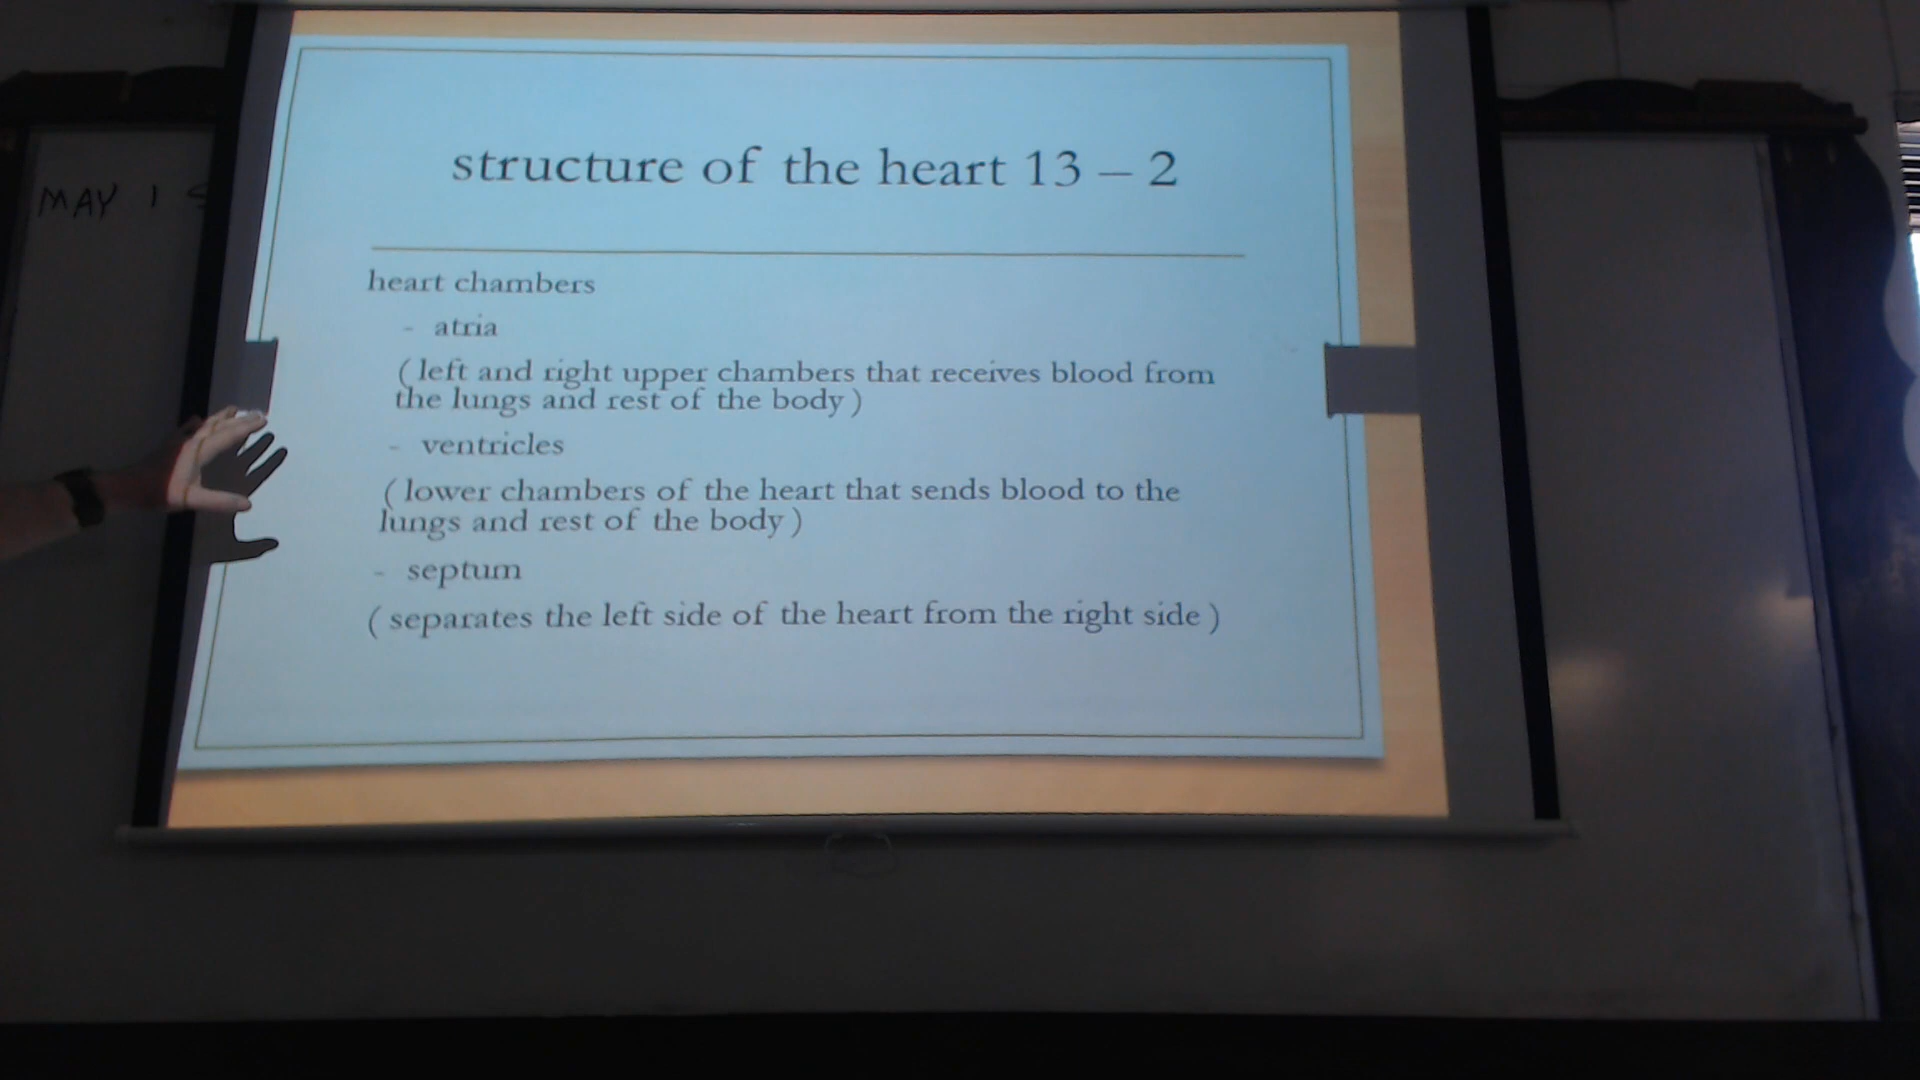 MAY 1
structure of the heart 13 – 2
heart chambers
- atria
( left and right upper chambers that receives blood from
the lungs and rest of the body )
- ventricles
( lower chambers of the heart that sends blood to the
lungs and rest of the body )
- septum
( separates the left side of the heart from the right side )